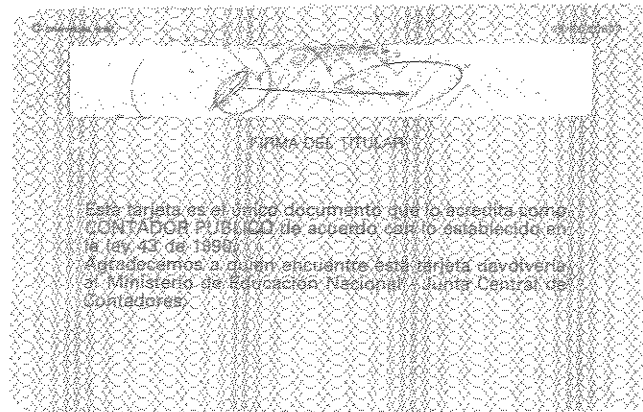 FIRMA DEL TITULAR
Esta tarjeta es el único documento que lo acredita como
CONTADOR PUBLICO de acuerdo con lo establecido en
la ley 43 de 1990.
Agradecemos a quien encuentre esta tarjeta devolverla
al Ministerio de Educación Nacional - Junta Central de
Contadores.